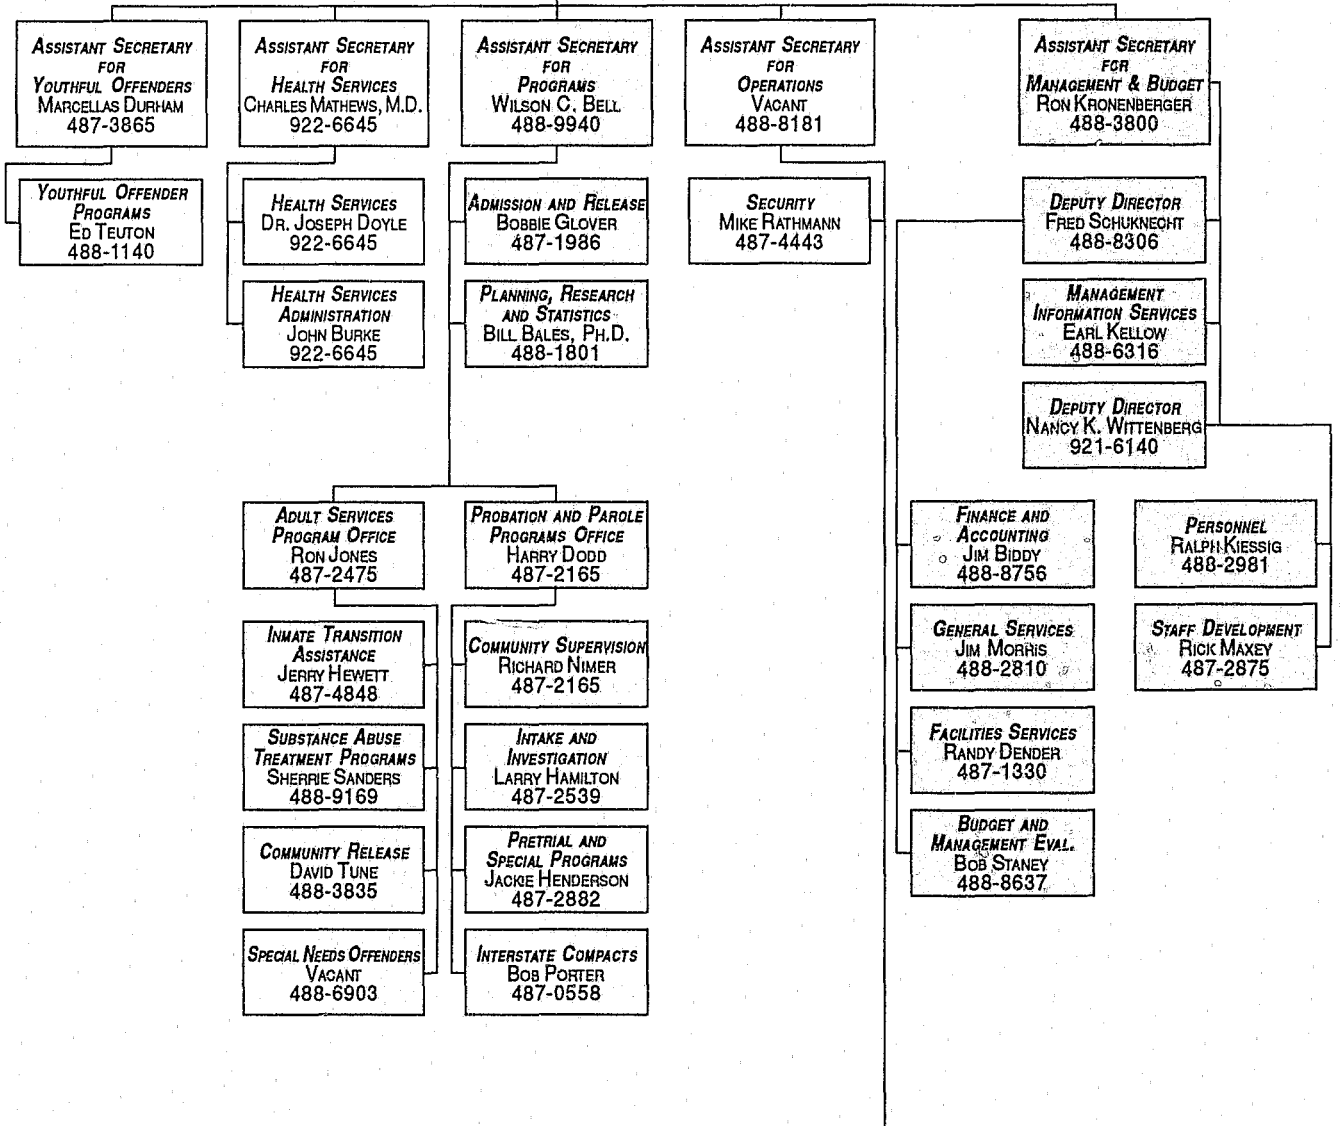 ASSISTANT SECRETARY
FOR
YOUTHFUL OFFENDERS
MARCELLAS DURHAM
487-3865
ASSISTANT SECRETARY
FOR
HEALTH SERVICES
CHARLES MATHEWS, M.D.
922-6645
ASSISTANT SECRETARY
FOR
PROGRAMS
WILSON C. BELL
488-9940
ASSISTANT SECRETARY
FOR
OPERATIONS
VACANT
488-8181
ASSISTANT SECRETARY
FOR
MANAGEMENT & BUDGET
RON KRONENBERGER
488-3800
YOUTHFUL OFFENDER
PROGRAMS
ED TEUTON
488-1140
HEALTH SERVICES
DR. JOSEPH DOYLE
922-6645
ADMISSION AND RELEASE
BOBBIE GLOVER
487-1986
SECURITY
MIKE RATHMANN
487-4443
DEPUTY DIRECTOR
FRED SCHUKNECHT
488-8306
HEALTH SERVICES
ADMINISTRATION
JOHN BURKE
922-6645
PLANNING, RESEARCH
AND STATISTICS
BILL BALES, PH.D.
488-1801
MANAGEMENT
INFORMATION SERVICES
EARL KELLOW
488-6316
DEPUTY DIRECTOR
NANCY K. WITTENBERG
921-6140
ADULT SERVICES
PROGRAM OFFICE
RON JONES
487-2475
PROBATION AND PAROLE
PROGRAMS OFFICE
HARRY DODD
487-2165
FINANCE AND
ACCOUNTING
JIM BIDDY
488-8756
PERSONNEL
RALPH KIESSIG
488-2981
INMATE TRANSITION
ASSISTANCE
JERRY HEWETT
487-4848
COMMUNITY SUPERVISION
RICHARD NIMER
487-2165
GENERAL SERVICES
JIM MORRIS
488-2810
STAFF DEVELOPMENT
RICK MAXEY
487-2875
SUBSTANCE ABUSE
TREATMENT PROGRAMS
SHERRIE SANDERS
488-9169
INTAKE AND
INVESTIGATION
LARRY HAMILTON
487-2539
FACILITIES SERVICES
RANDY DENDER
487-1330
COMMUNITY RELEASE
DAVID TUNE
488-3835
PRETRIAL AND
SPECIAL PROGRAMS
JACKIE HENDERSON
487-2882
BUDGET AND
MANAGEMENT EVAL.
BOB STANEY
488-8637
SPECIAL NEEDS OFFENDERS
VACANT
488-6903
INTERSTATE COMPACTS
BOB PORTER
487-0558